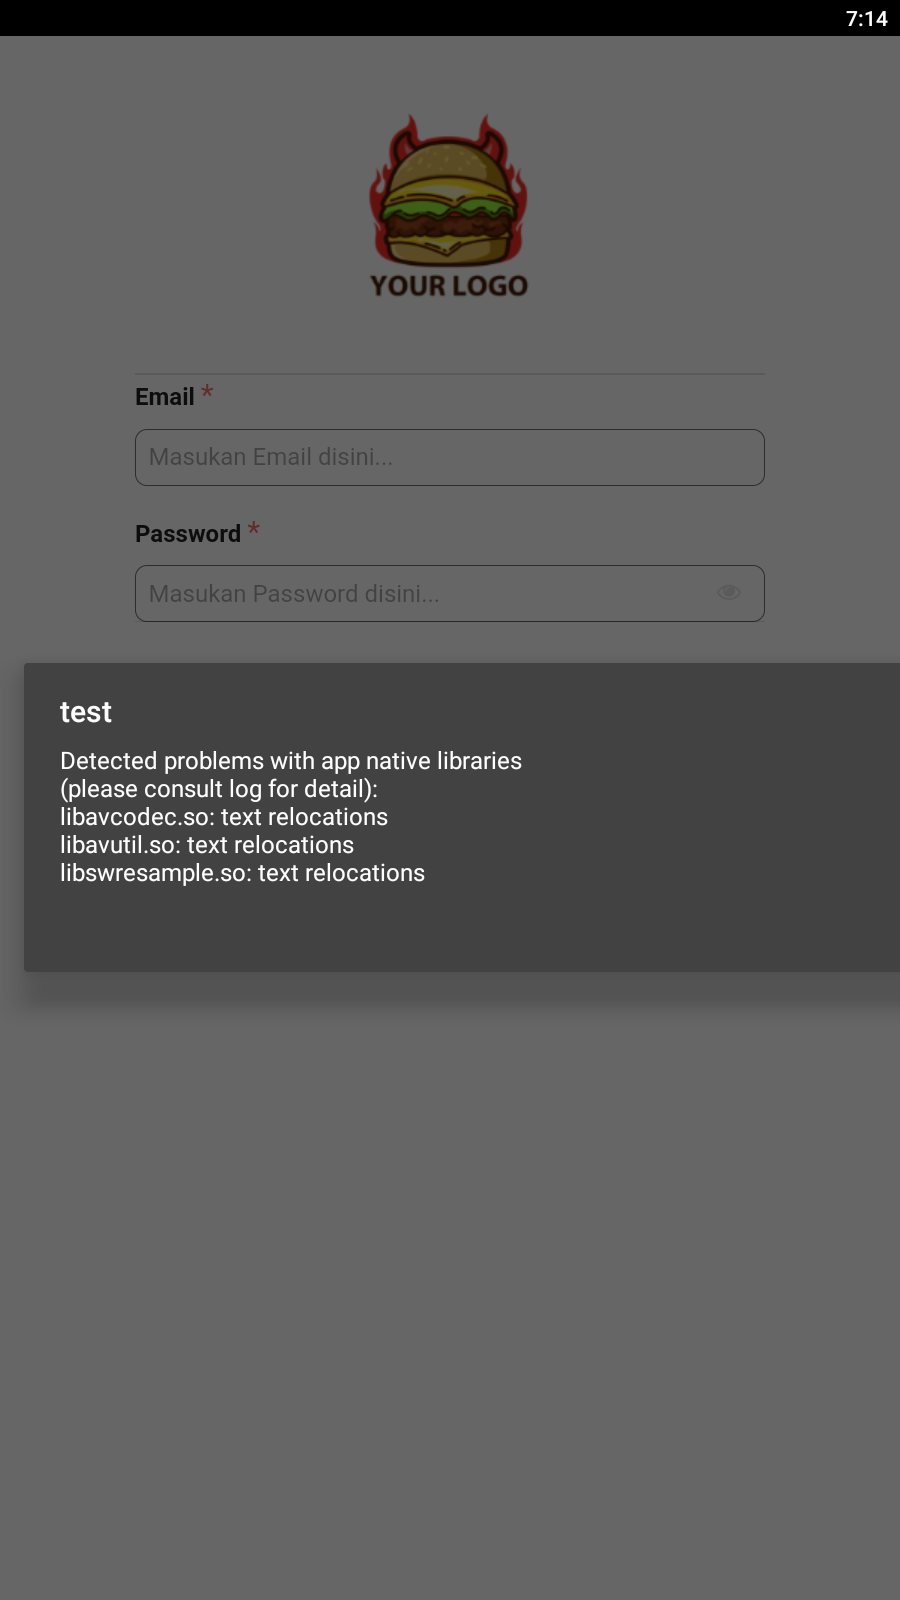 7:14
YOUR LOGO
Email *
Masukan Email disini...
Password *
Masukan Password disini...
test
Detected problems with app native libraries
(please consult log for detail):
libavcodec.so: text relocations
libavutil.so: text relocations
libswresample.so: text relocations